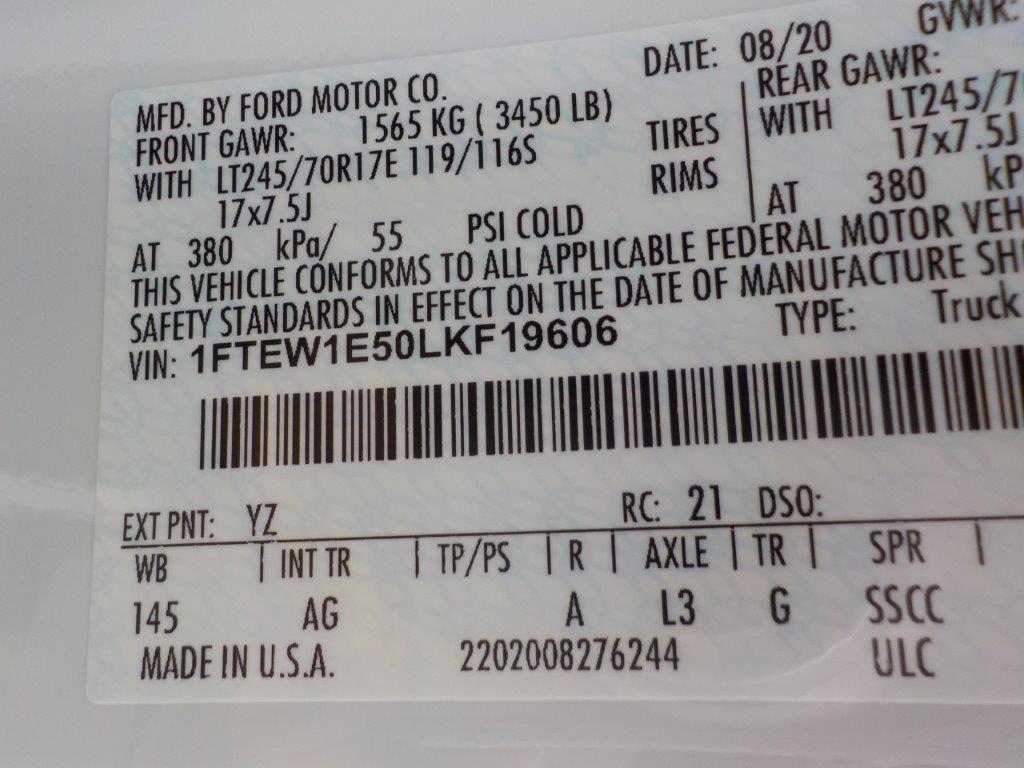 DATE: 08/20 GVWR:
MFD. BY FORD MOTOR CO.
FRONT GAWR: 1565 KG ( 3450 LB)
WITH LT245/70R17E 119/116S TIRES
17x7.5J RIMS
AT 380 kPa/ 55 PSI COLD
REAR GAWR:
WITH LT245/7
17x7.5J
AT 380 kP
THIS VEHICLE CONFORMS TO ALL APPLICABLE FEDERAL MOTOR VEH
SAFETY STANDARDS IN EFFECT ON THE DATE OF MANUFACTURE SH
VIN: 1FTEW1E50LKF19606 TYPE: Truck
EXT PNT: YZ RC: 21 DSO:
WB | INT TR | TP/PS | R | AXLE | TR | SPR |
145 AG A L3 G SSCC
MADE IN U.S.A. 2202008276244 ULC